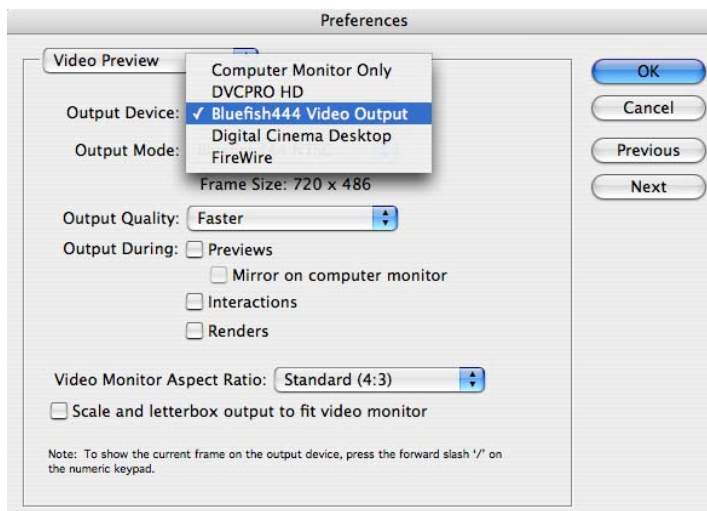 Preferences
Video Preview
Computer Monitor Only
DVCPRO HD
Output Device: ✓ Bluefish444 Video Output
Digital Cinema Desktop
Output Mode:
FireWire
Frame Size: 720 x 486
Output Quality: Faster
Output During: Previews
Mirror on computer monitor
Interactions
Renders
Video Monitor Aspect Ratio: Standard (4:3)
Scale and letterbox output to fit video monitor
Note: To show the current frame on the output device, press the forward slash '/' on
the numeric keypad.
OK
Cancel
Previous
Next